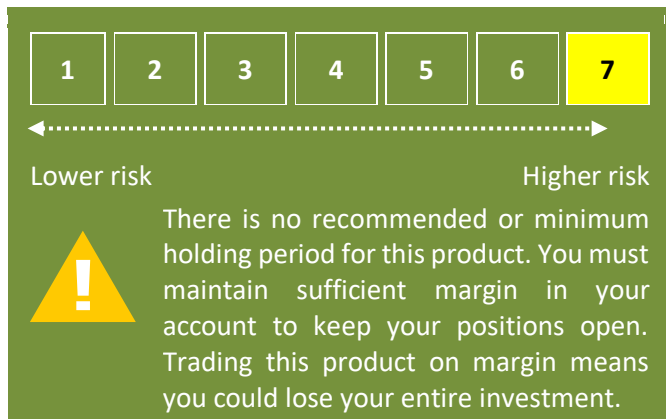 1 2 3 4 5 6 7
Lower risk Higher risk
There is no recommended or minimum
holding period for this product. You must
maintain sufficient margin in your
account to keep your positions open.
Trading this product on margin means
you could lose your entire investment.